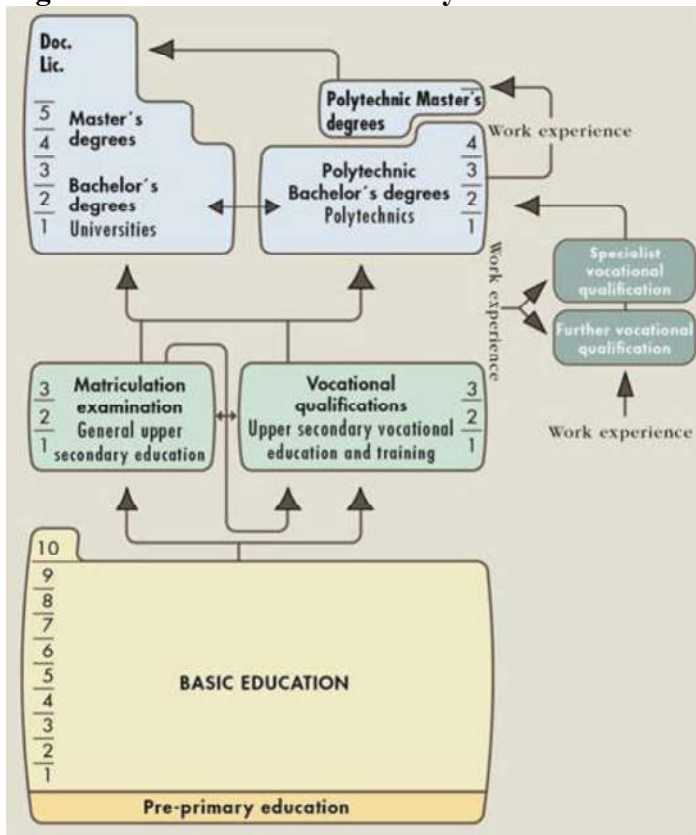 Doc.
Lic.
5
4
3
2
1
Master´s
degrees
Bachelor´s
degrees
Universities
Polytechnic Master´s
degrees
Work experience
Polytechnic
Bachelor´s degrees
Polytechnics
4
3
2
1
Work experience
Specialist
vocational
qualification
Further vocational
qualification
Work experience
3
2
1
Matriculation
examination
General upper
secondary education
Vocational
qualifications
Upper secondary vocational
education and training
3
2
1
10
9
8
7
6
5
4
3
2
1
BASIC EDUCATION
Pre-primary education